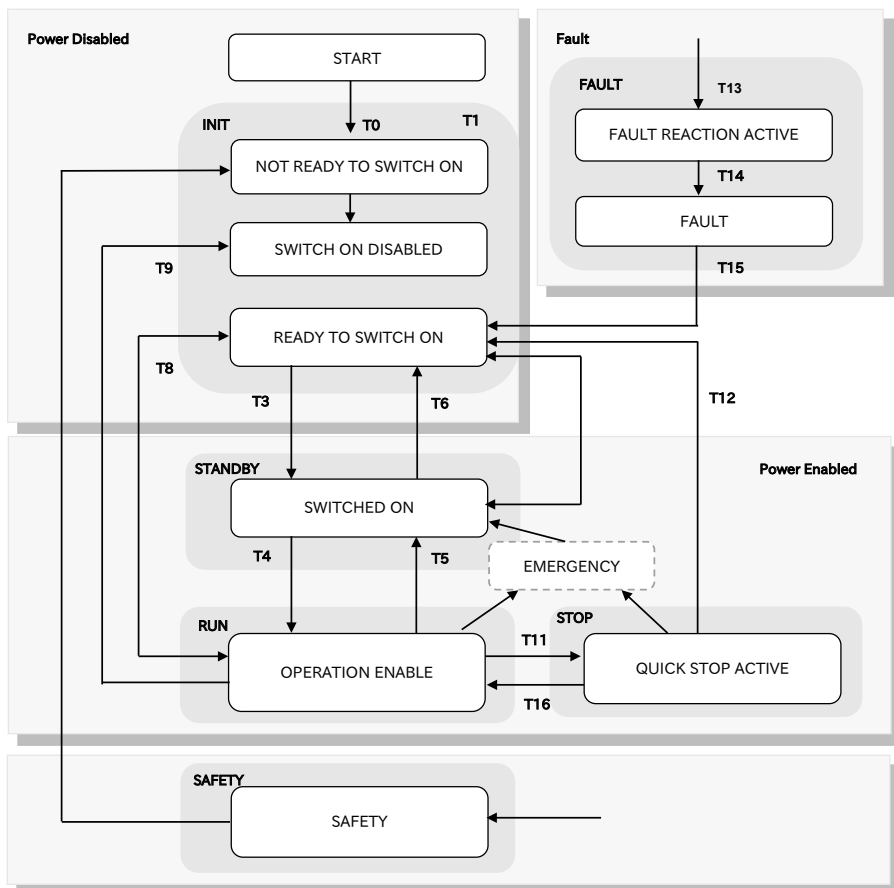 Power Disabled
START
T0
T1
INIT
NOT READY TO SWITCH ON
SWITCH ON DISABLED
T9
READY TO SWITCH ON
T8
T3
T6
Fault
FAULT
T13
FAULT REACTION ACTIVE
T14
FAULT
T15
T12
Power Enabled
STANDBY
SWITCHED ON
T4
T5
EMERGENCY
RUN
OPERATION ENABLE
T11
T16
STOP
QUICK STOP ACTIVE
SAFETY
SAFETY